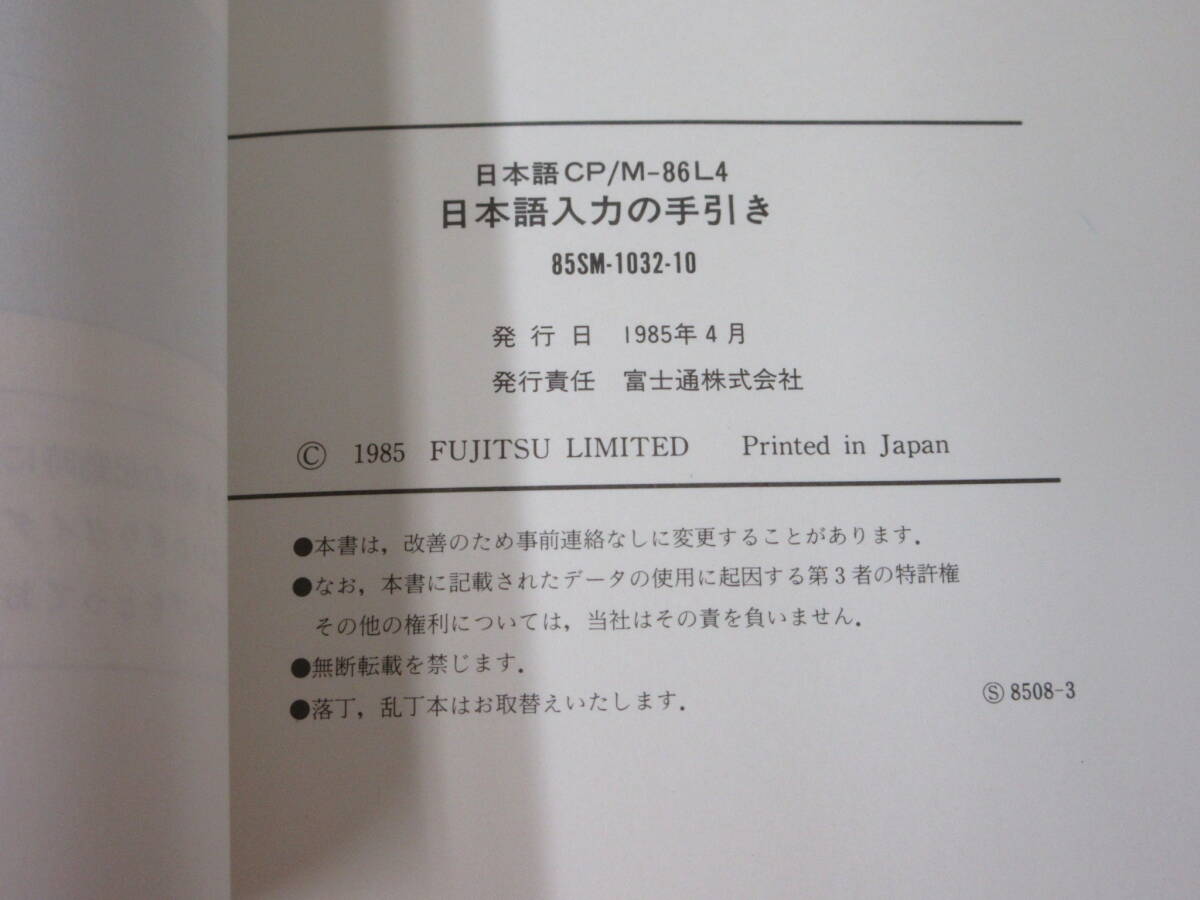 日本語CP/M-86L4
日本語入力の手引き
85SM-1032-10
発行日 1985年4月
発行責任 富士通株式会社
© 1985 FUJITSU LIMITED Printed in Japan
●本書は,改善のため事前連絡なしに変更することがあります.
●なお,本書に記載されたデータの使用に起因する第3者の特許権
その他の権利については,当社はその責を負いません.
●無断転載を禁じます.
●落丁,乱丁本はお取替えいたします.
Ⓢ 8508-3